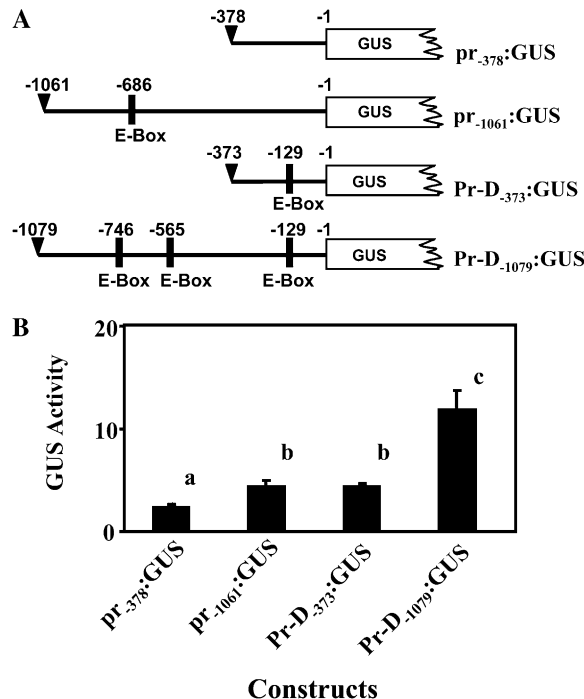 A
-378 -1
GUS
pr-378:GUS
-1061 -686 -1
GUS
E-Box
pr-1061:GUS
-373 -129 -1
GUS
E-Box
Pr-D-373:GUS
-1079 -746 -565 -129 -1
GUS
E-Box E-Box E-Box
Pr-D-1079:GUS
B
GUS Activity
20
10
0
a
b
b
c
pr-378:GUS
pr-1061:GUS
Pr-D-373:GUS
Pr-D-1079:GUS
Constructs